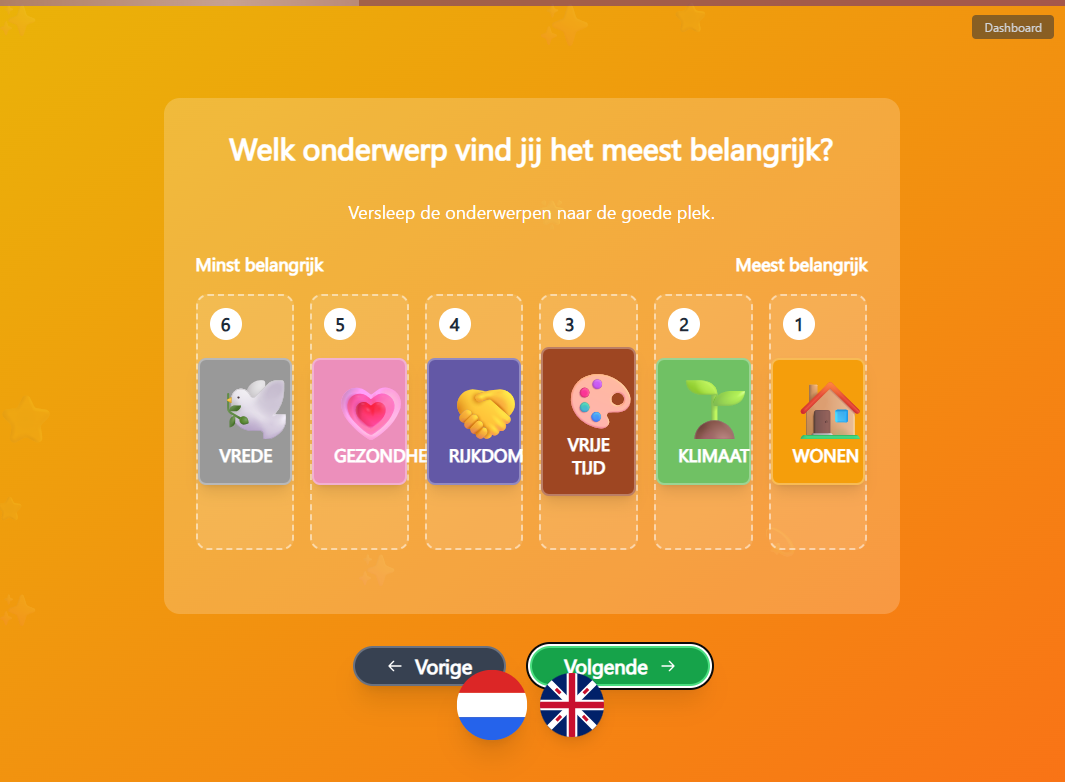 Dashboard
Welk onderwerp vind jij het meest belangrijk?
Versleep de onderwerpen naar de goede plek.
Minst belangrijk
Meest belangrijk
6
5
4
3
2
1
VREDE
GEZONDHE
RIJKDOM
VRIJE
TIJD
KLIMAAT
WONEN
← Vorige
Volgende →